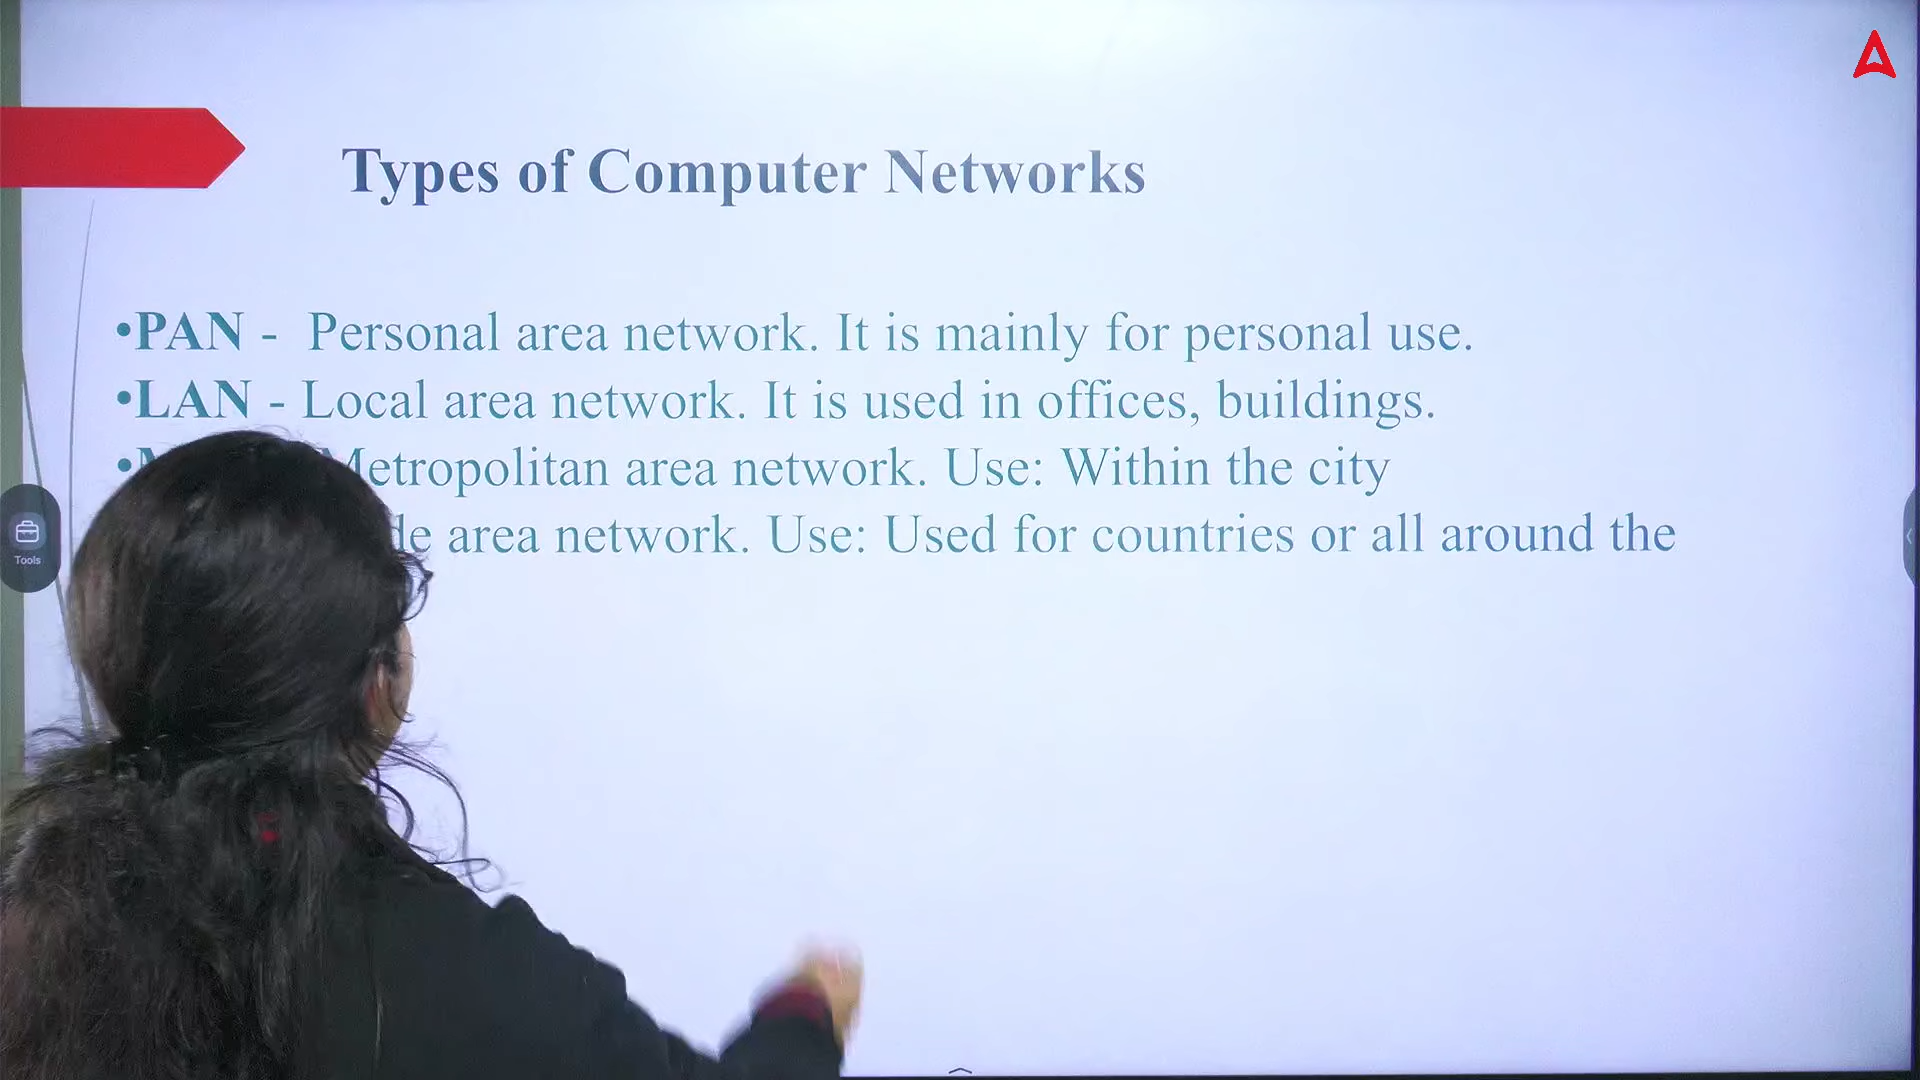 Types of Computer Networks
•PAN - Personal area network. It is mainly for personal use.
•LAN - Local area network. It is used in offices, buildings.
• Metropolitan area network. Use: Within the city
area network. Use: Used for countries or all around the
Tools